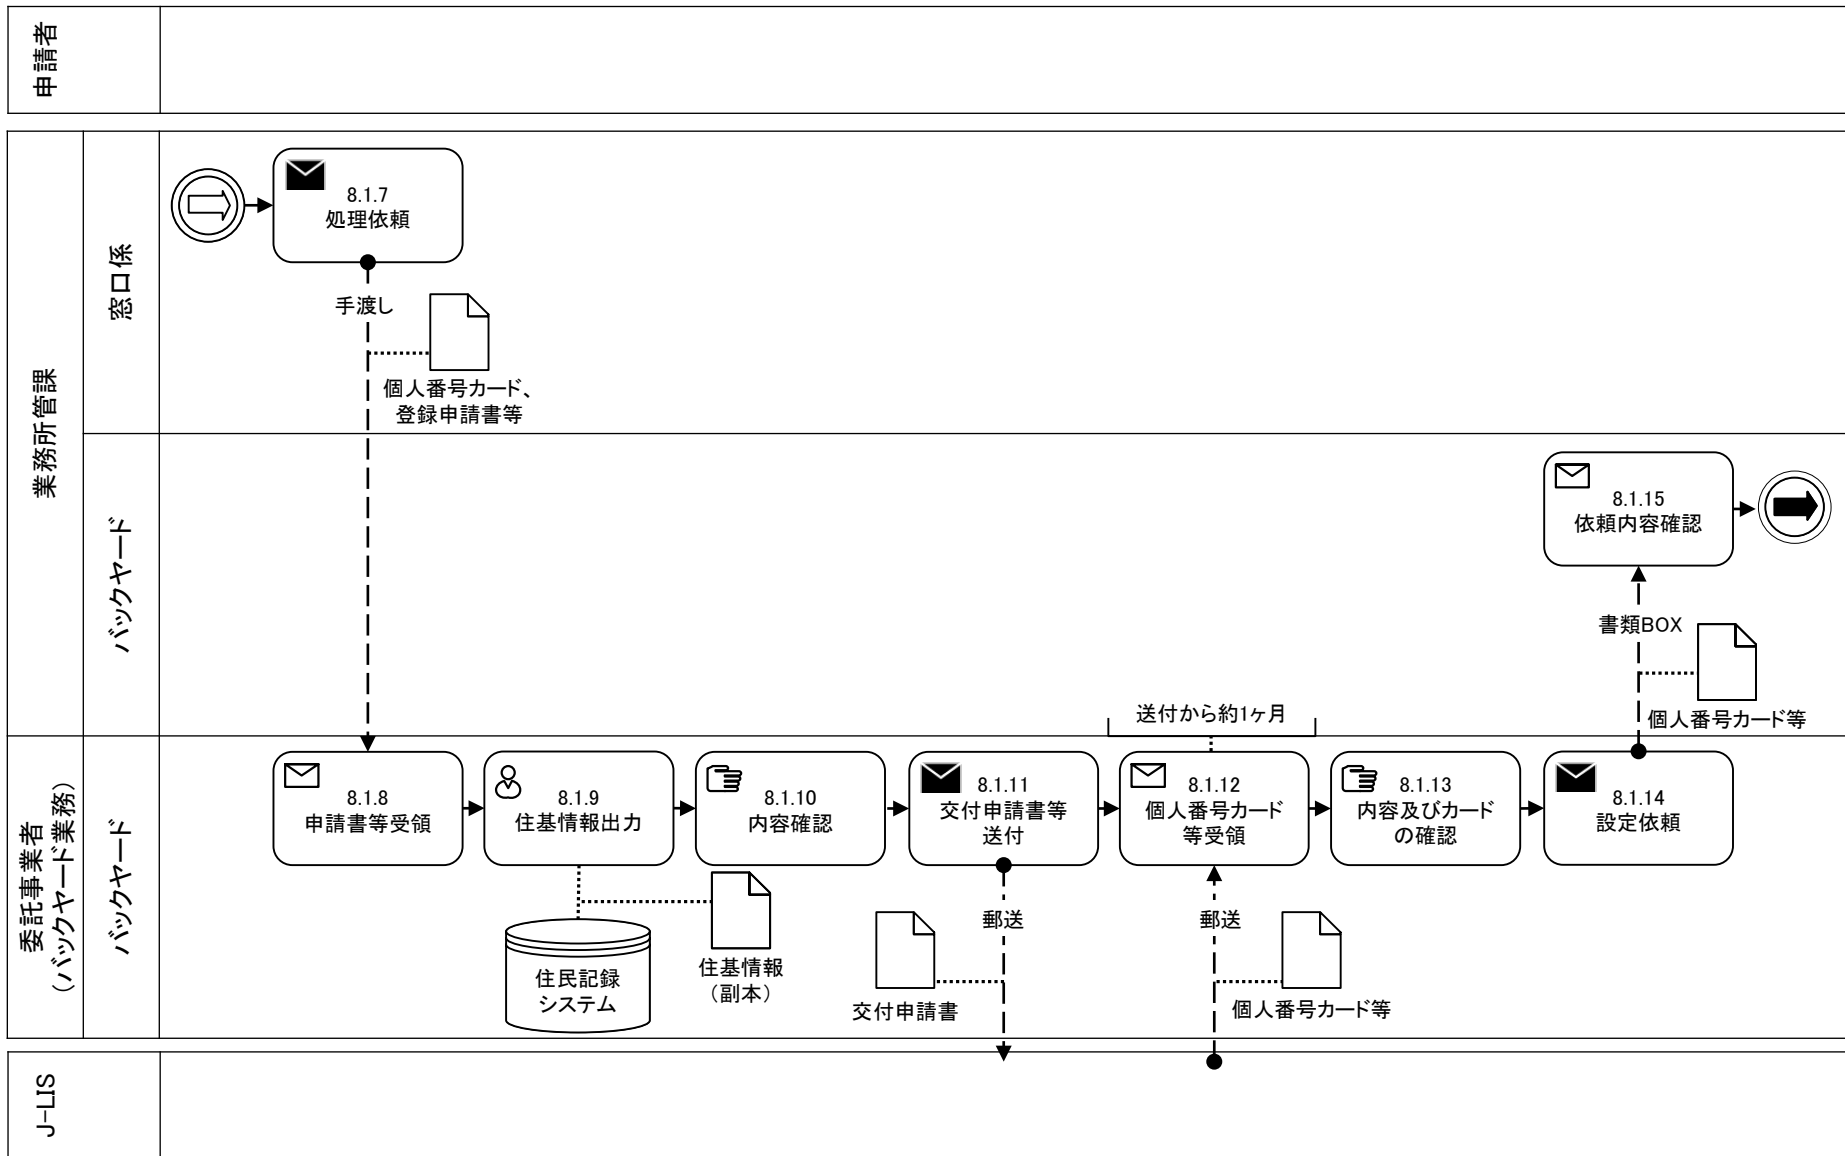 申請者
業務所管課
窓口係
8.1.7
処理依頼
手渡し
個人番号カード、
登録申請書等
バックヤード
8.1.15
依頼内容確認
書類BOX
個人番号カード等
送付から約1ヶ月
委託事業者
（バックヤード業務）
バックヤード
8.1.8
申請書等受領
8.1.9
住基情報出力
8.1.10
内容確認
8.1.11
交付申請書等
送付
8.1.12
個人番号カード
等受領
8.1.13
内容及びカード
の確認
8.1.14
設定依頼
住民記録
システム
住基情報
（副本）
郵送
交付申請書
郵送
個人番号カード等
J-LIS